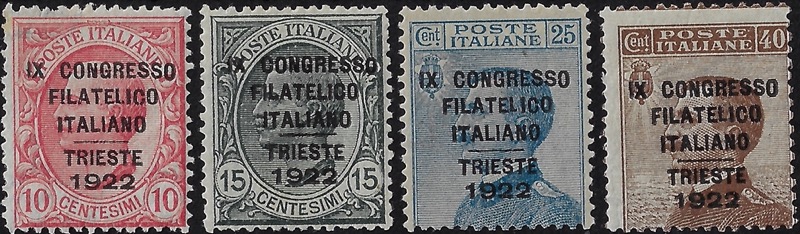 POSTE ITALIANE
IX CONGRESSO
FILATELICO
ITALIANO
TRIESTE
1922
10 10
CENTESIMI
POSTE ITALIANE
IX CONGRESSO
FILATELICO
ITALIANO
TRIESTE
1922
15 15
CENTESIMI
Cent POSTE 25
ITALIANE
IX CONGRESSO
FILATELICO
ITALIANO
TRIESTE
1922
Cent POSTE 40
ITALIANE
IX CONGRESSO
FILATELICO
ITALIANO
TRIESTE
1922